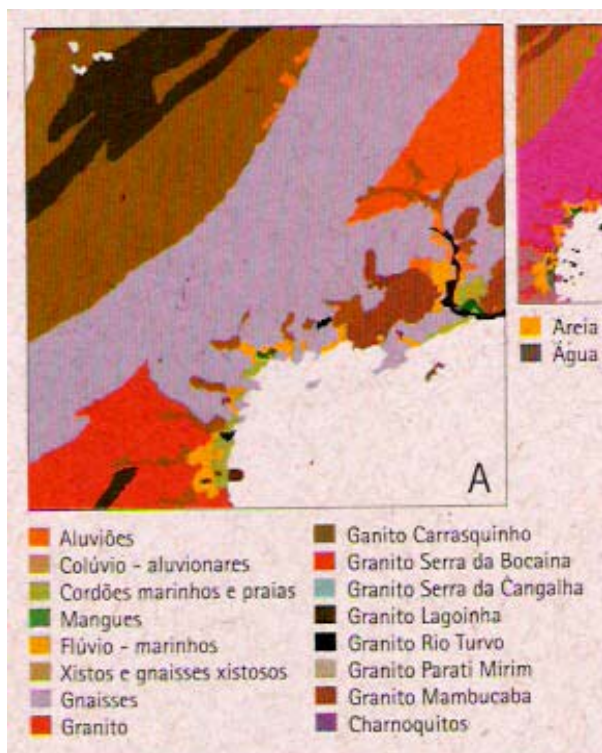 A
Areia
Água
Aluviões
Colúvio - aluvionares
Cordões marinhos e praias
Mangues
Flúvio - marinhos
Xistos e gnaisses xistosos
Gnaisses
Granito
Ganito Carrasquinho
Granito Serra da Bocaina
Granito Serra da Cangalha
Granito Lagoinha
Granito Rio Turvo
Granito Parati Mirim
Granito Mambucaba
Charnoquitos